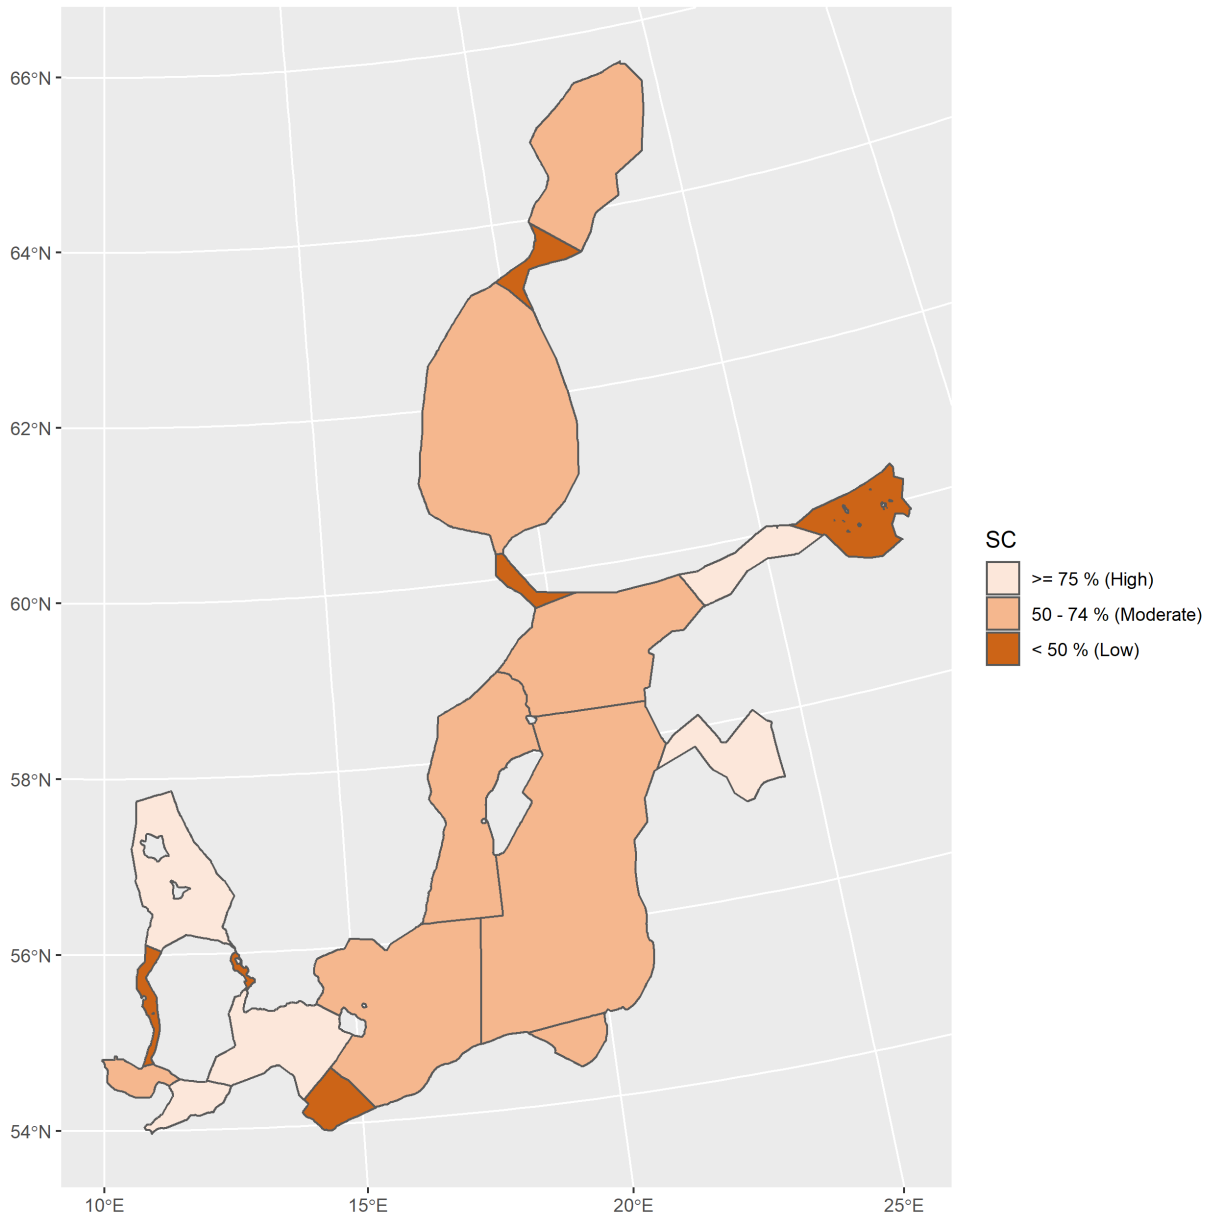 66°N
64°N
62°N
60°N
58°N
56°N
54°N
10°E
15°E
20°E
25°E
SC
>= 75 % (High)
50 - 74 % (Moderate)
< 50 % (Low)